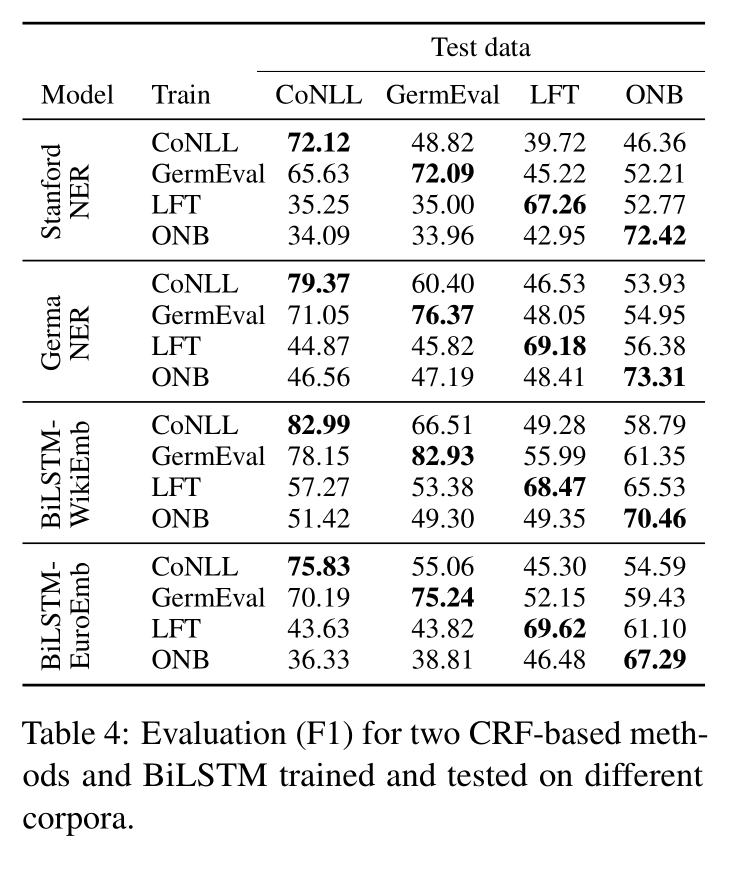 Test data
Model Train CoNLL GermEval LFT ONB
Stanford NER
CoNLL 72.12 48.82 39.72 46.36
GermEval 65.63 72.09 45.22 52.21
LFT 35.25 35.00 67.26 52.77
ONB 34.09 33.96 42.95 72.42
Germa NER
CoNLL 79.37 60.40 46.53 53.93
GermEval 71.05 76.37 48.05 54.95
LFT 44.87 45.82 69.18 56.38
ONB 46.56 47.19 48.41 73.31
BiLSTM-WikiEmb
CoNLL 82.99 66.51 49.28 58.79
GermEval 78.15 82.93 55.99 61.35
LFT 57.27 53.38 68.47 65.53
ONB 51.42 49.30 49.35 70.46
BiLSTM-EuroEmb
CoNLL 75.83 55.06 45.30 54.59
GermEval 70.19 75.24 52.15 59.43
LFT 43.63 43.82 69.62 61.10
ONB 36.33 38.81 46.48 67.29
Table 4: Evaluation (F1) for two CRF-based meth-
ods and BiLSTM trained and tested on different
corpora.